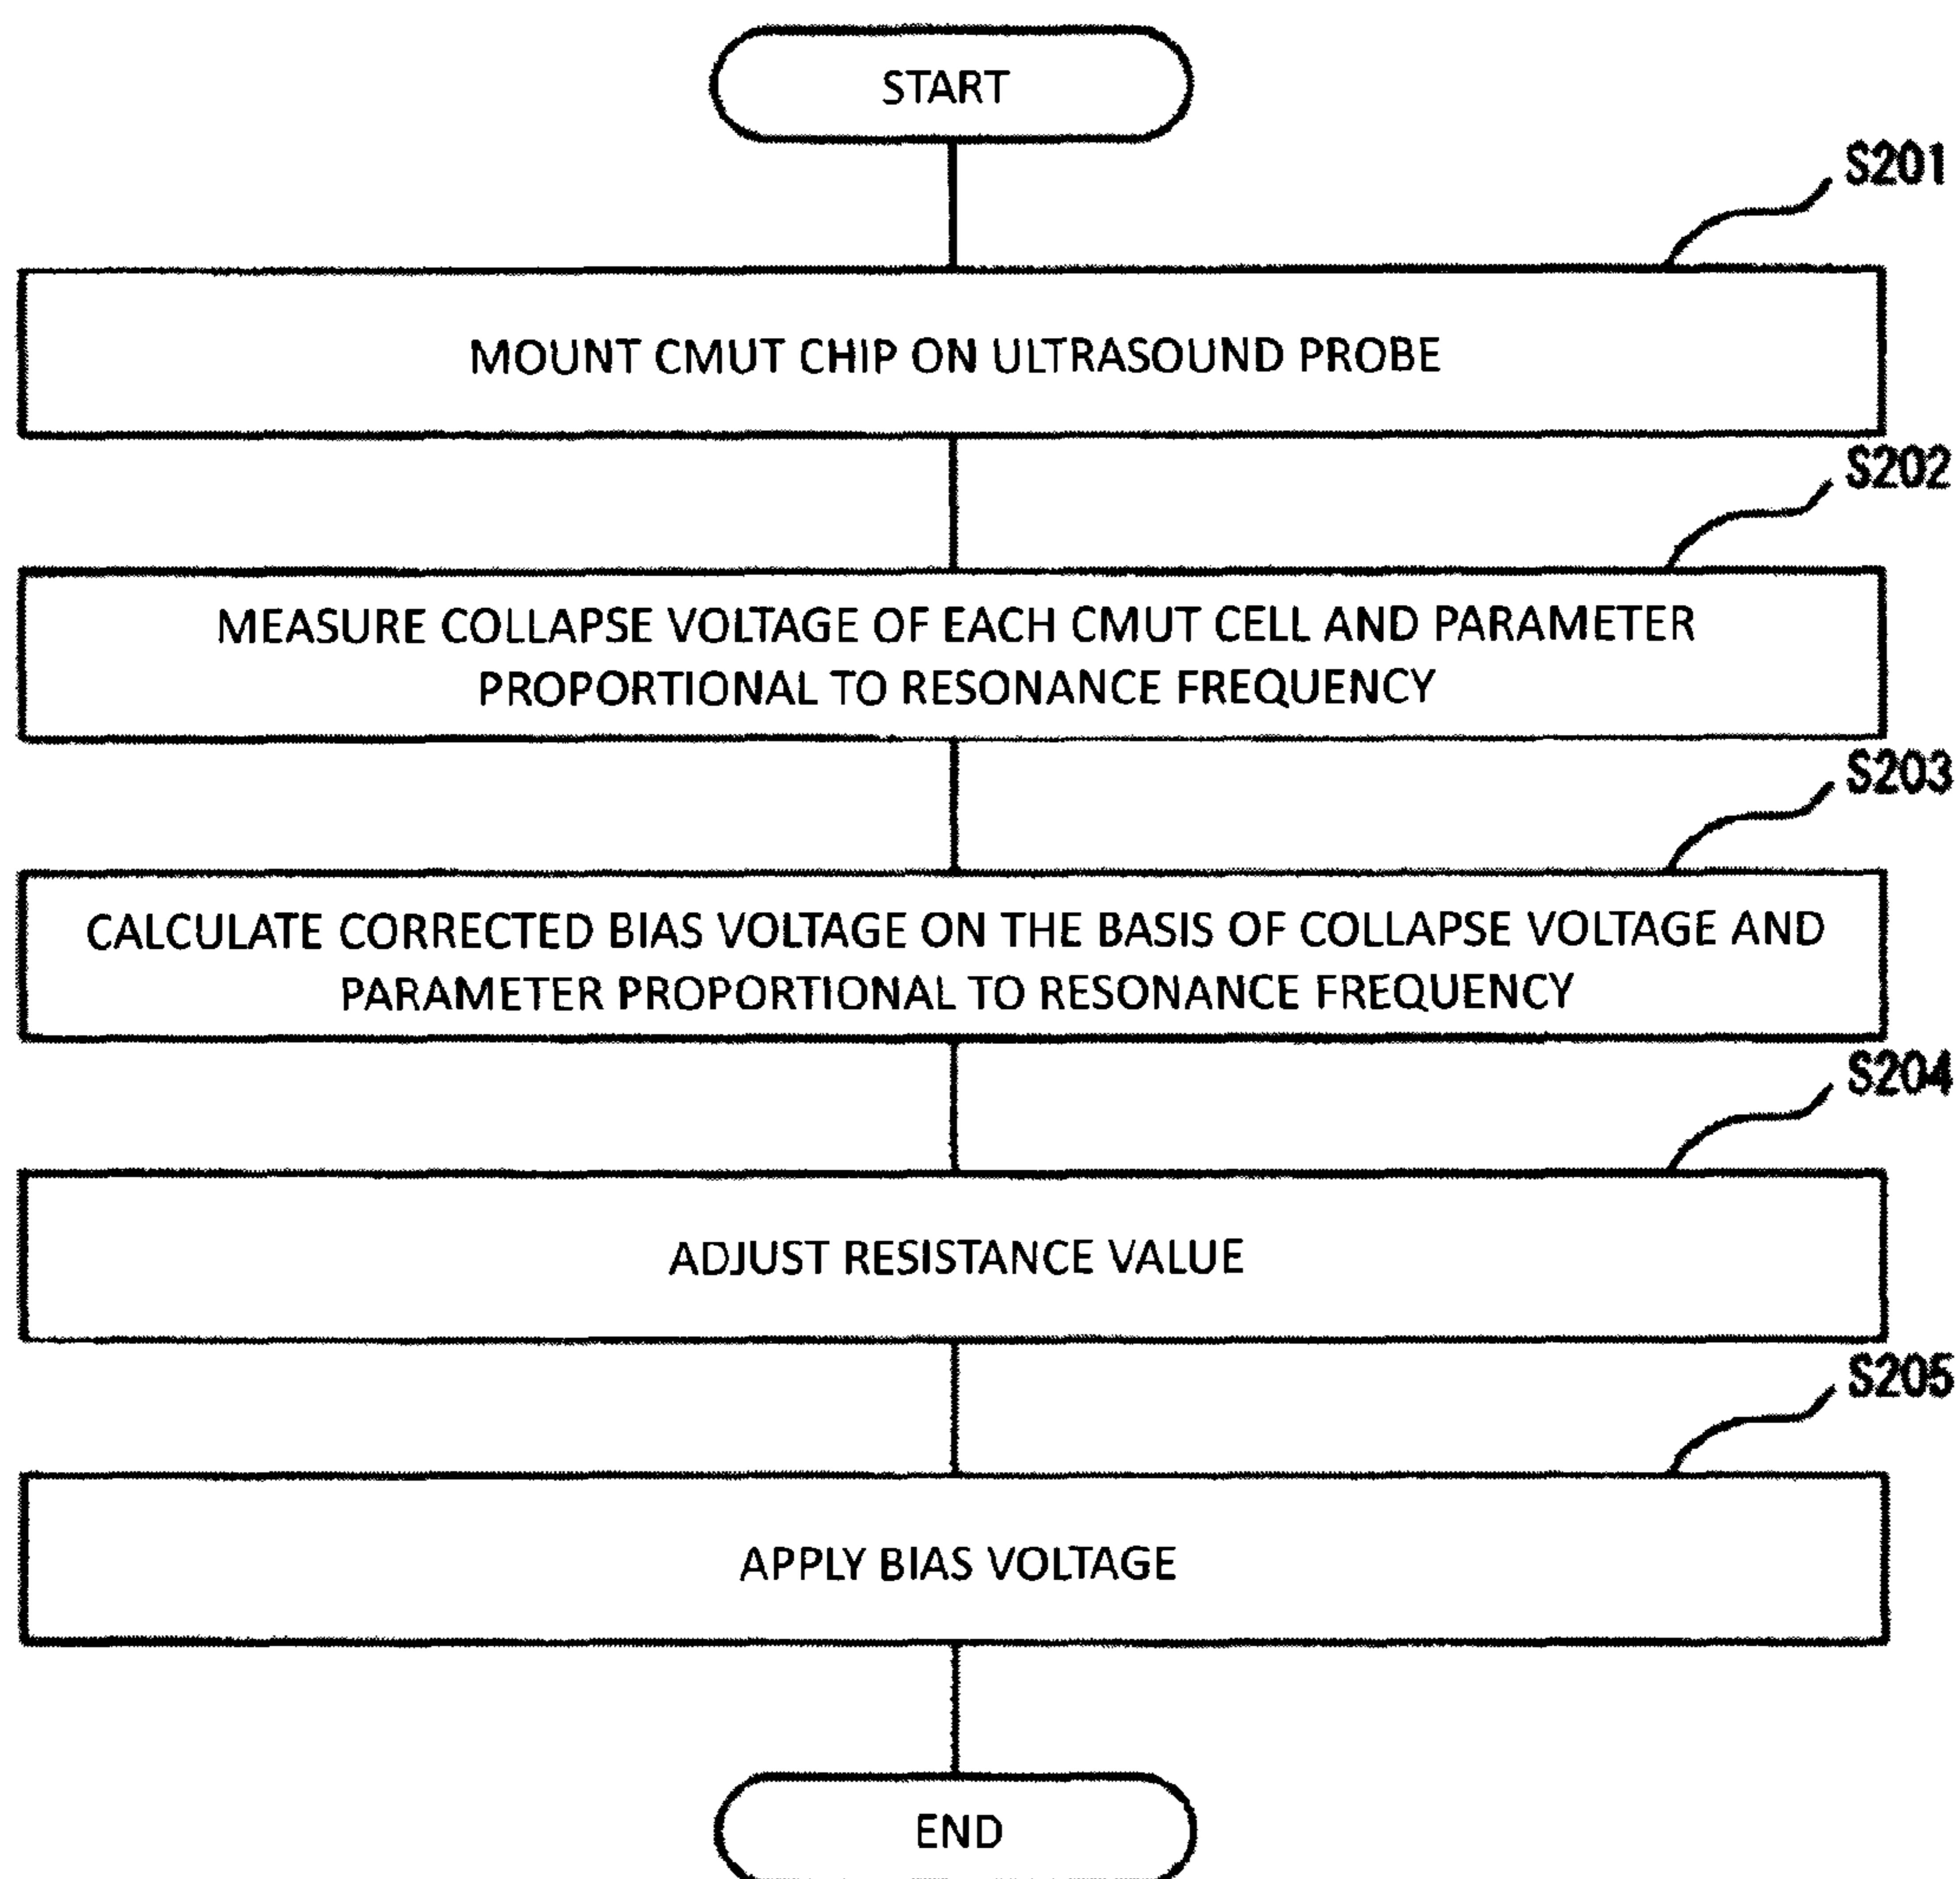 START
S201
MOUNT CMUT CHIP ON ULTRASOUND PROBE
S202
MEASURE COLLAPSE VOLTAGE OF EACH CMUT CELL AND PARAMETER
PROPORTIONAL TO RESONANCE FREQUENCY
S203
CALCULATE CORRECTED BIAS VOLTAGE ON THE BASIS OF COLLAPSE VOLTAGE AND
PARAMETER PROPORTIONAL TO RESONANCE FREQUENCY
S204
ADJUST RESISTANCE VALUE
S205
APPLY BIAS VOLTAGE
END